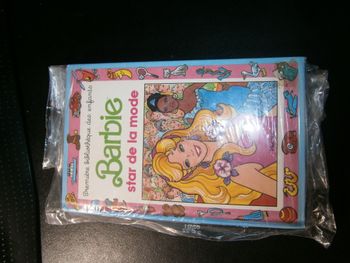 Première bibliothèque des enfants
Barbie
star de la mode